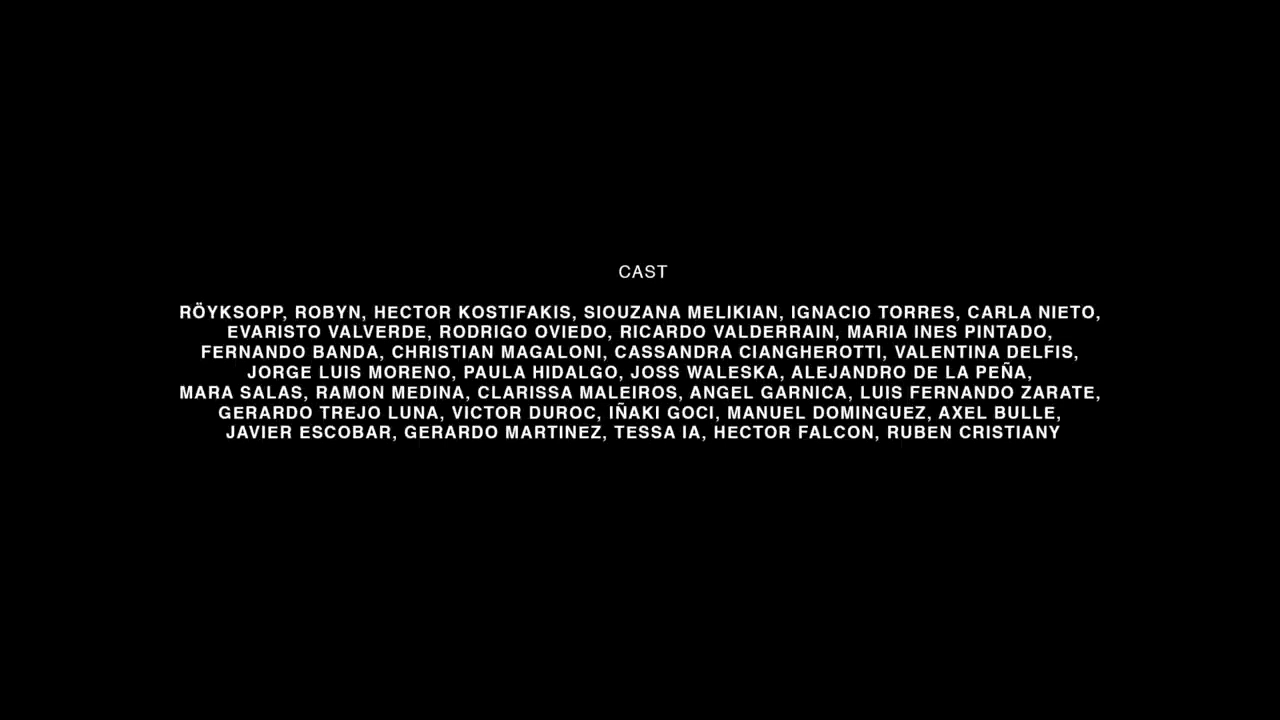 CAST
RÖYKSOPP, ROBYN, HECTOR KOSTIFAKIS, SIOUZANA MELIKIAN, IGNACIO TORRES, CARLA NIETO,
EVARISTO VALVERDE, RODRIGO OVIEDO, RICARDO VALDERRAIN, MARIA INES PINTADO,
FERNANDO BANDA, CHRISTIAN MAGALONI, CASSANDRA CIANGHEROTTI, VALENTINA DELFIS,
JORGE LUIS MORENO, PAULA HIDALGO, JOSS WALESKA, ALEJANDRO DE LA PEÑA,
MARA SALAS, RAMON MEDINA, CLARISSA MALEIROS, ANGEL GARNICA, LUIS FERNANDO ZARATE,
GERARDO TREJO LUNA, VICTOR DUROC, IÑAKI GOCI, MANUEL DOMINGUEZ, AXEL BULLE,
JAVIER ESCOBAR, GERARDO MARTINEZ, TESSA IA, HECTOR FALCON, RUBEN CRISTIANY